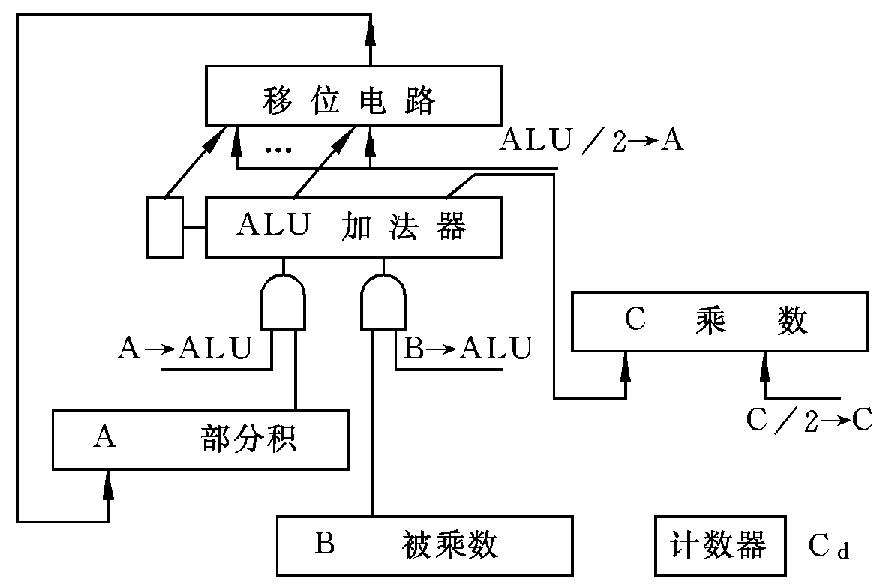 移位电路
...
ALU/2→A
ALU 加法器
A→ALU
B→ALU
C 乘数
C/2→C
A 部分积
B 被乘数
计数器 Cd